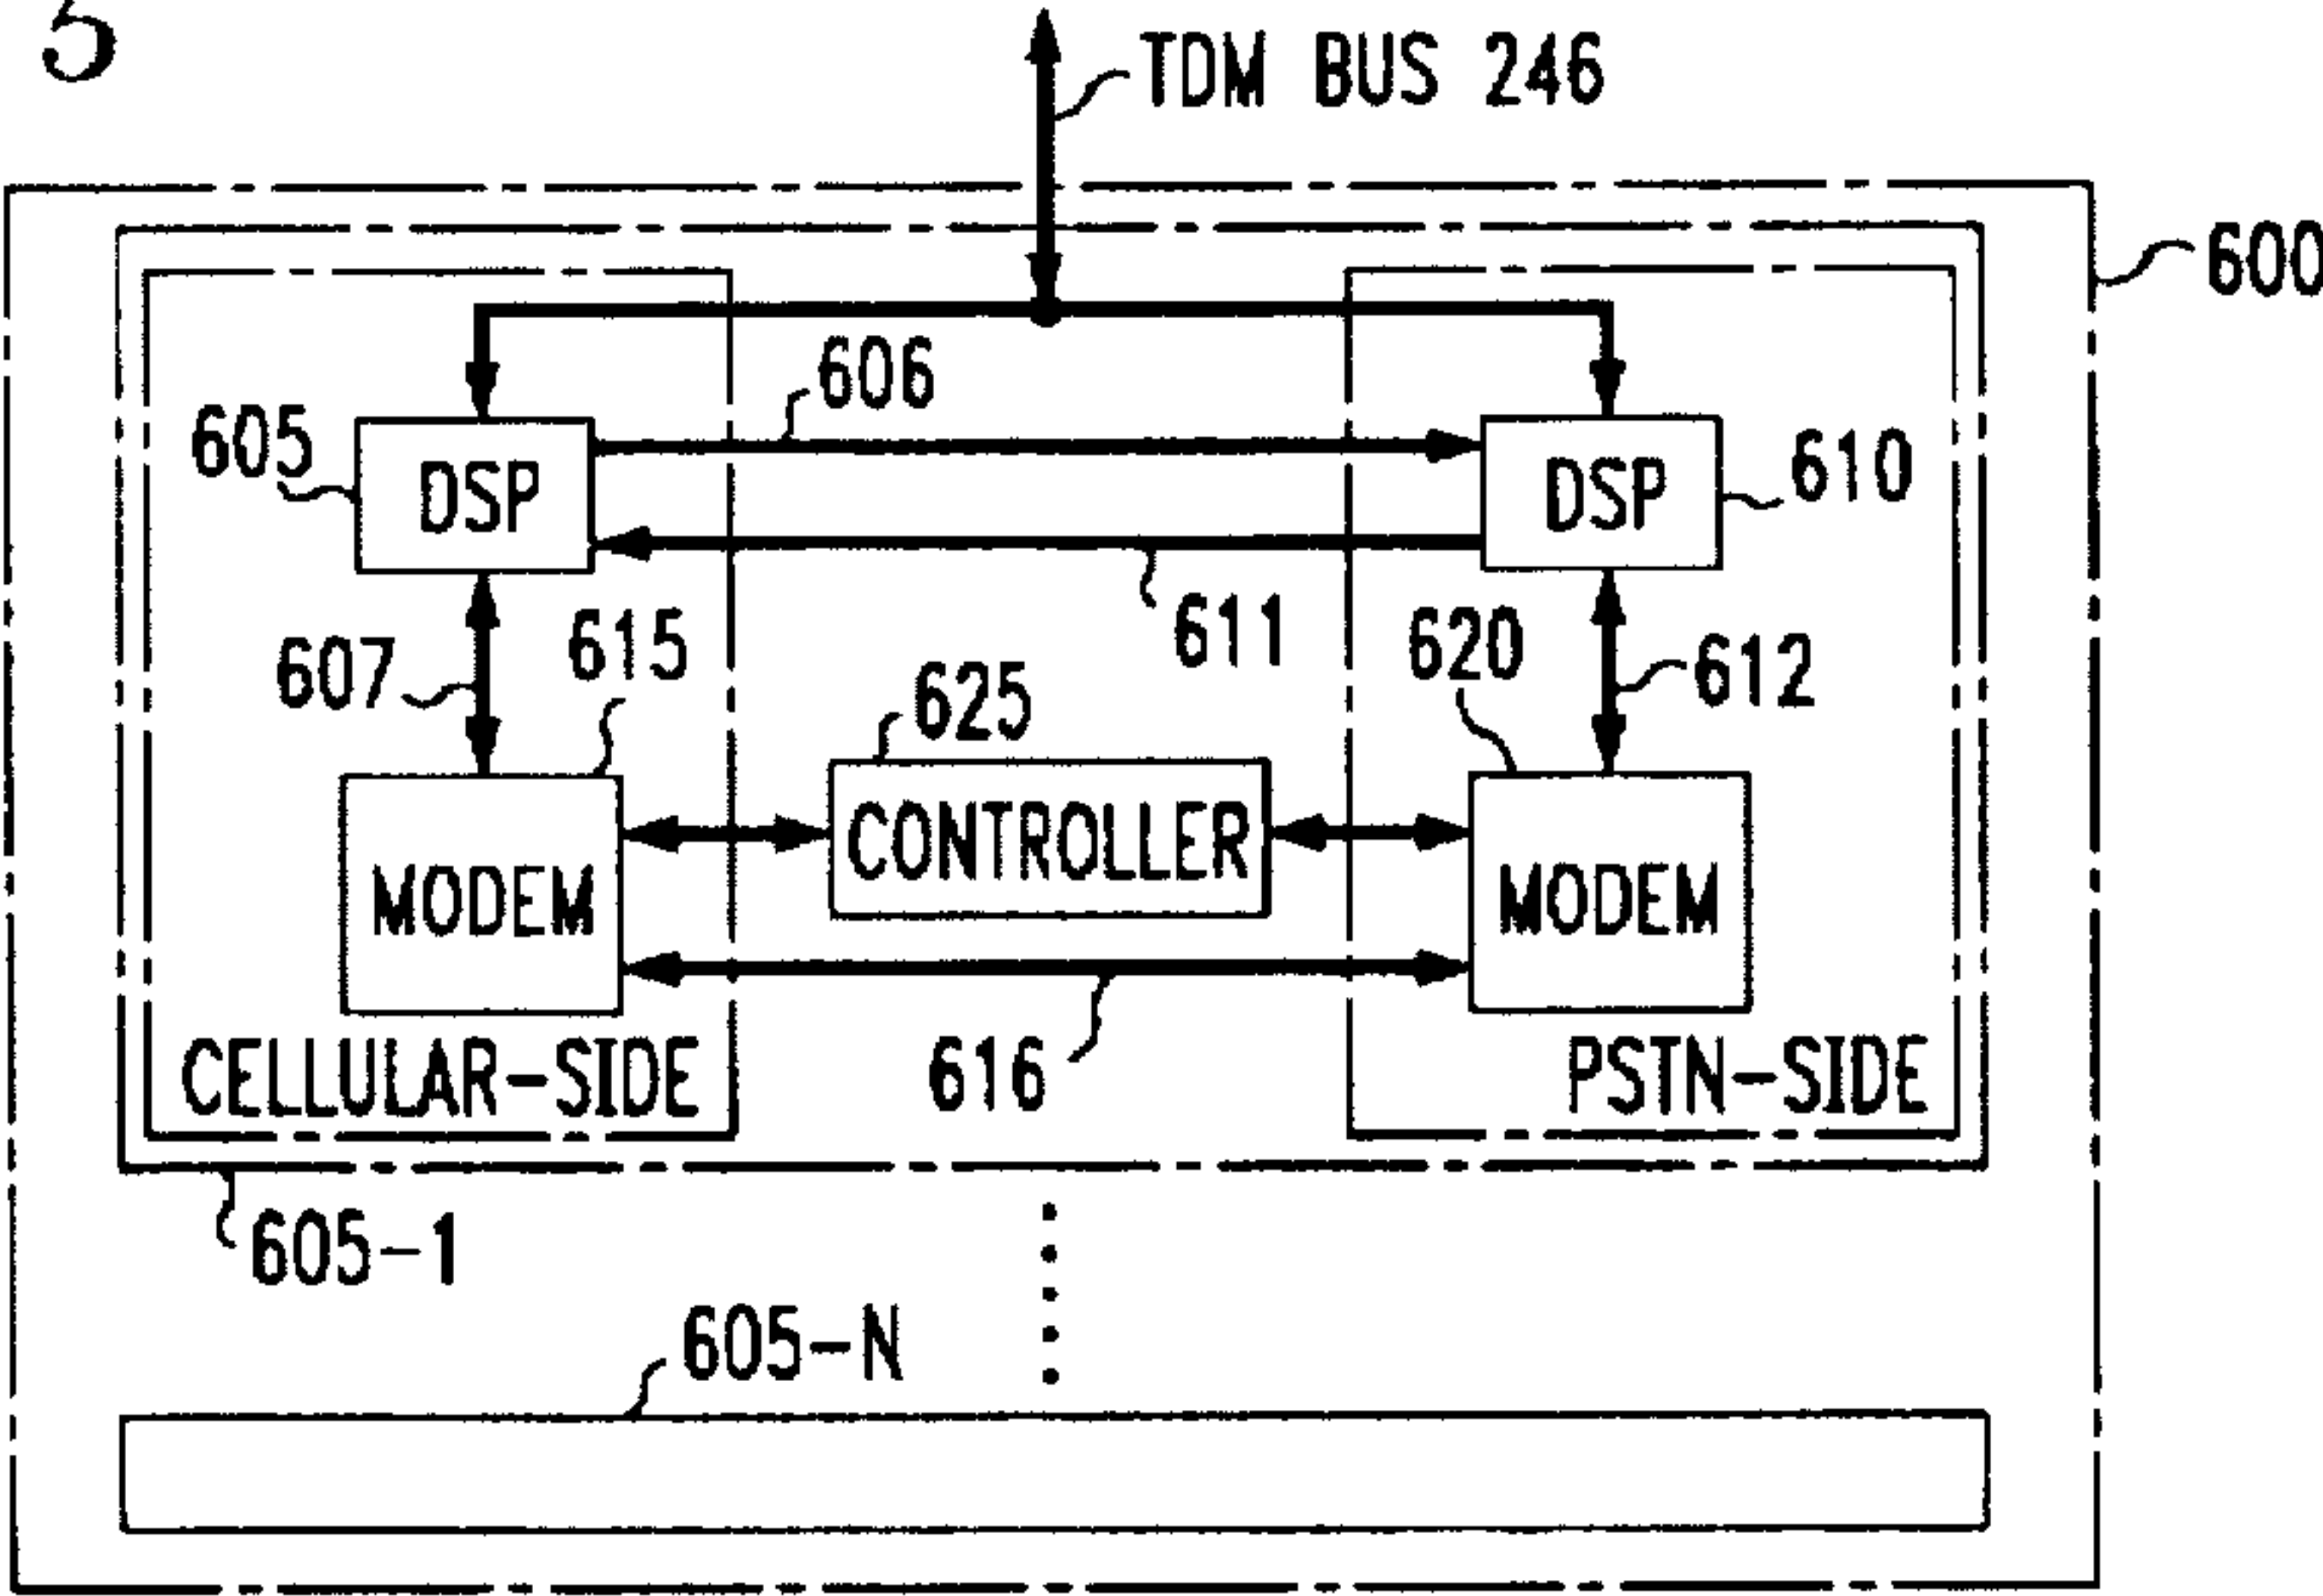 5
TDM BUS 246
600
606
605
DSP
DSP
610
611
607
615
625
620
612
CONTROLLER
MODEM
MODEM
616
CELLULAR-SIDE
PSTN-SIDE
605-1
605-N